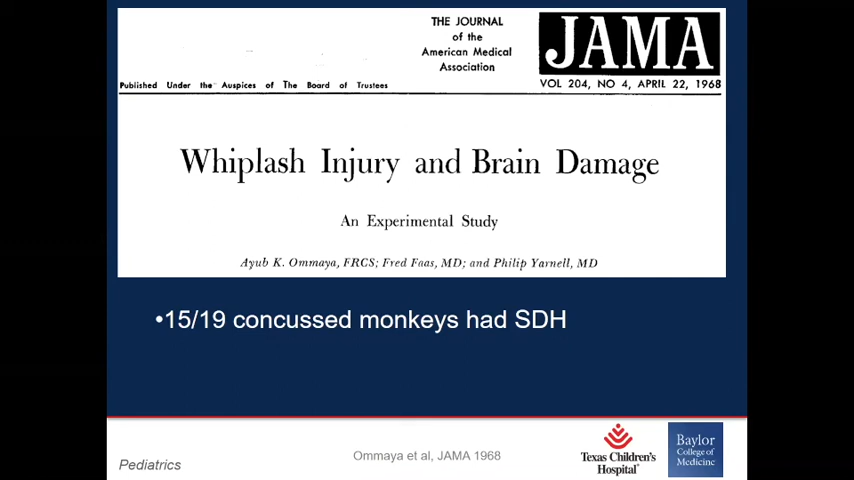 THE JOURNAL
of the
American Medical
Association
JAMA
Published Under the Auspices of The Board of Trustees
VOL 204, NO 4, APRIL 22, 1968
Whiplash Injury and Brain Damage
An Experimental Study
Ayub K. Ommaya, FRCS; Fred Faas, MD; and Philip Yarnell, MD
•15/19 concussed monkeys had SDH
Pediatrics
Ommaya et al, JAMA 1968
Texas Children's
Hospital®
Baylor
College of
Medicine